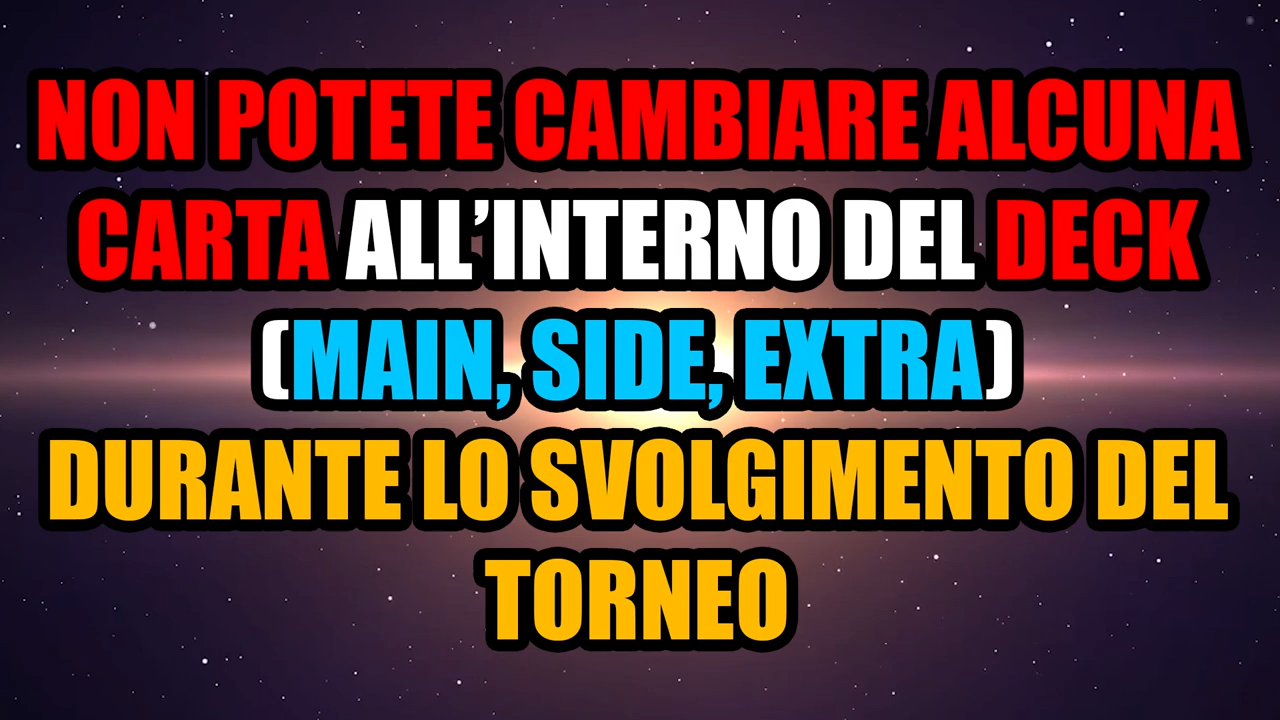 NON POTETE CAMBIARE ALCUNA
CARTA ALL’INTERNO DEL DECK
(MAIN, SIDE, EXTRA)
DURANTE LO SVOLGIMENTO DEL
TORNEO